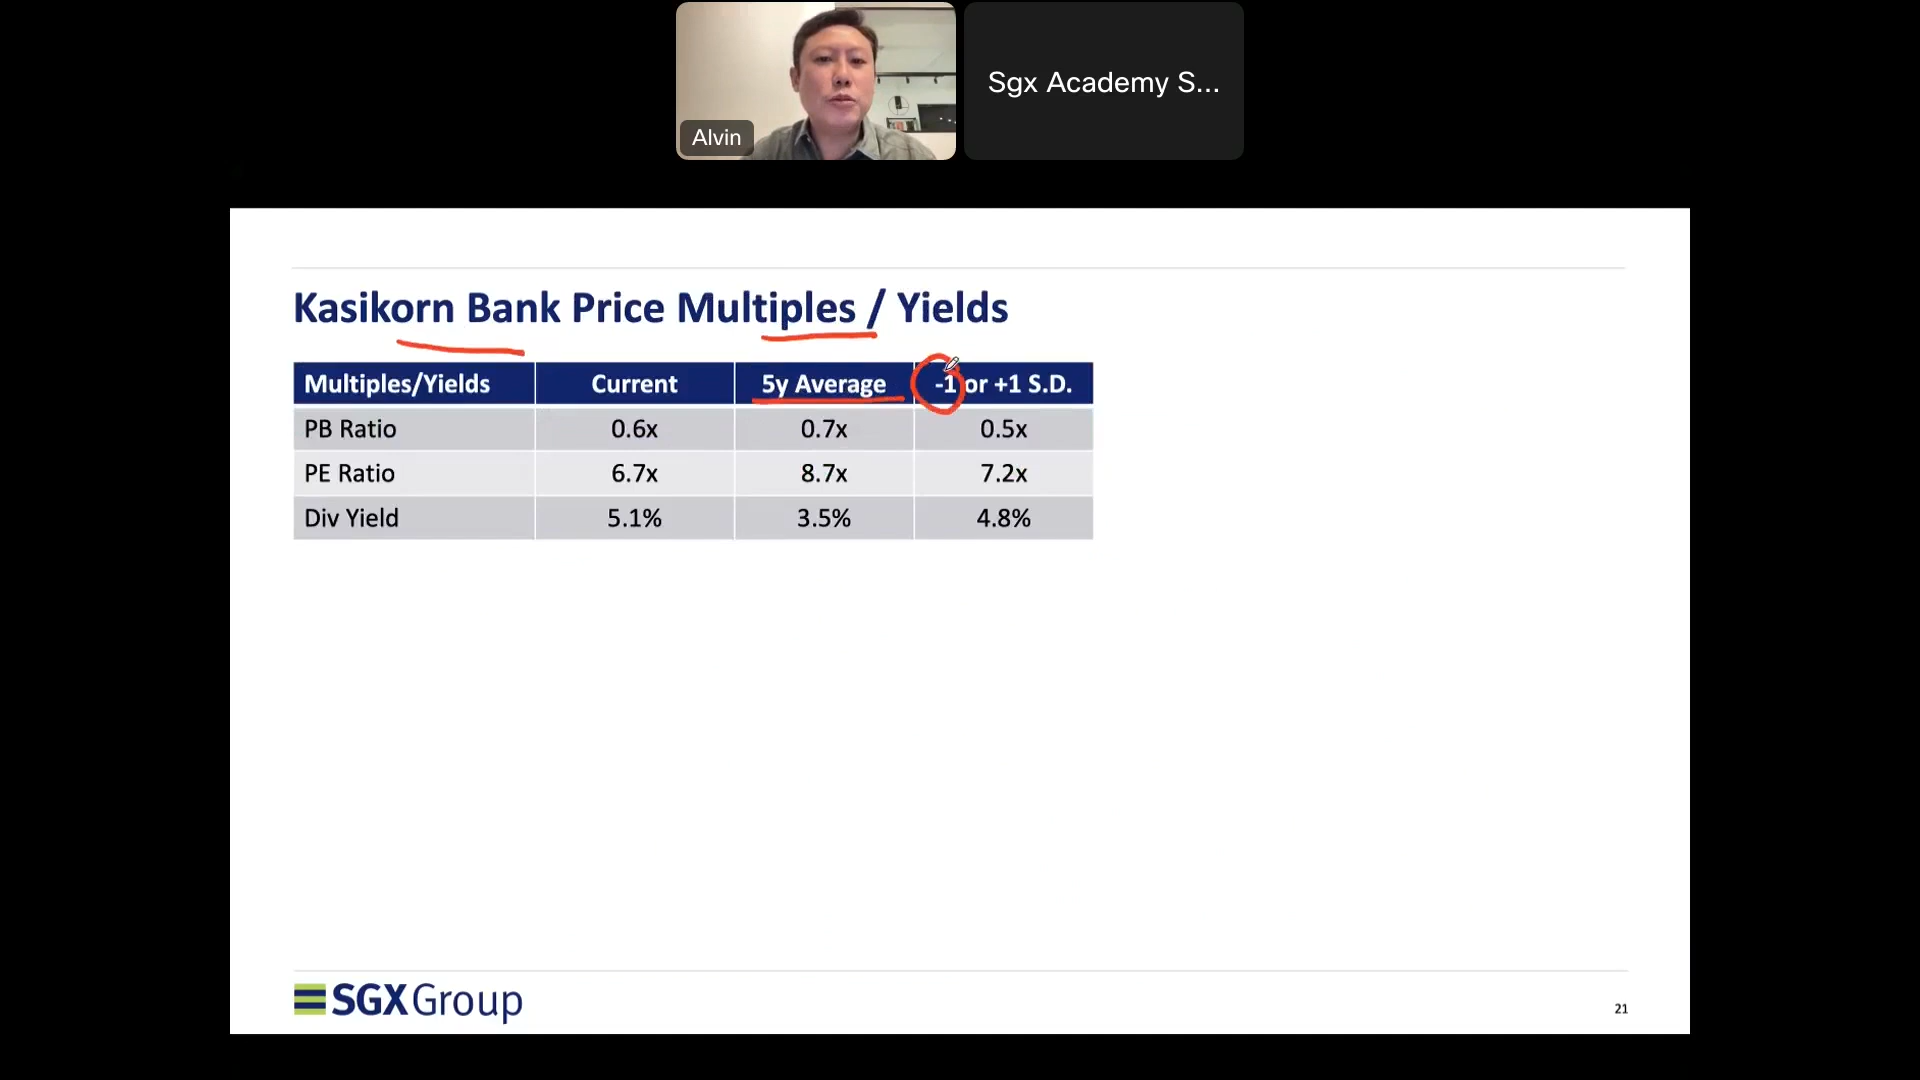 Alvin
Sgx Academy S...
Kasikorn Bank Price Multiples / Yields
Multiples/Yields Current 5y Average -1 or +1 S.D.
PB Ratio 0.6x 0.7x 0.5x
PE Ratio 6.7x 8.7x 7.2x
Div Yield 5.1% 3.5% 4.8%
SGX Group
21